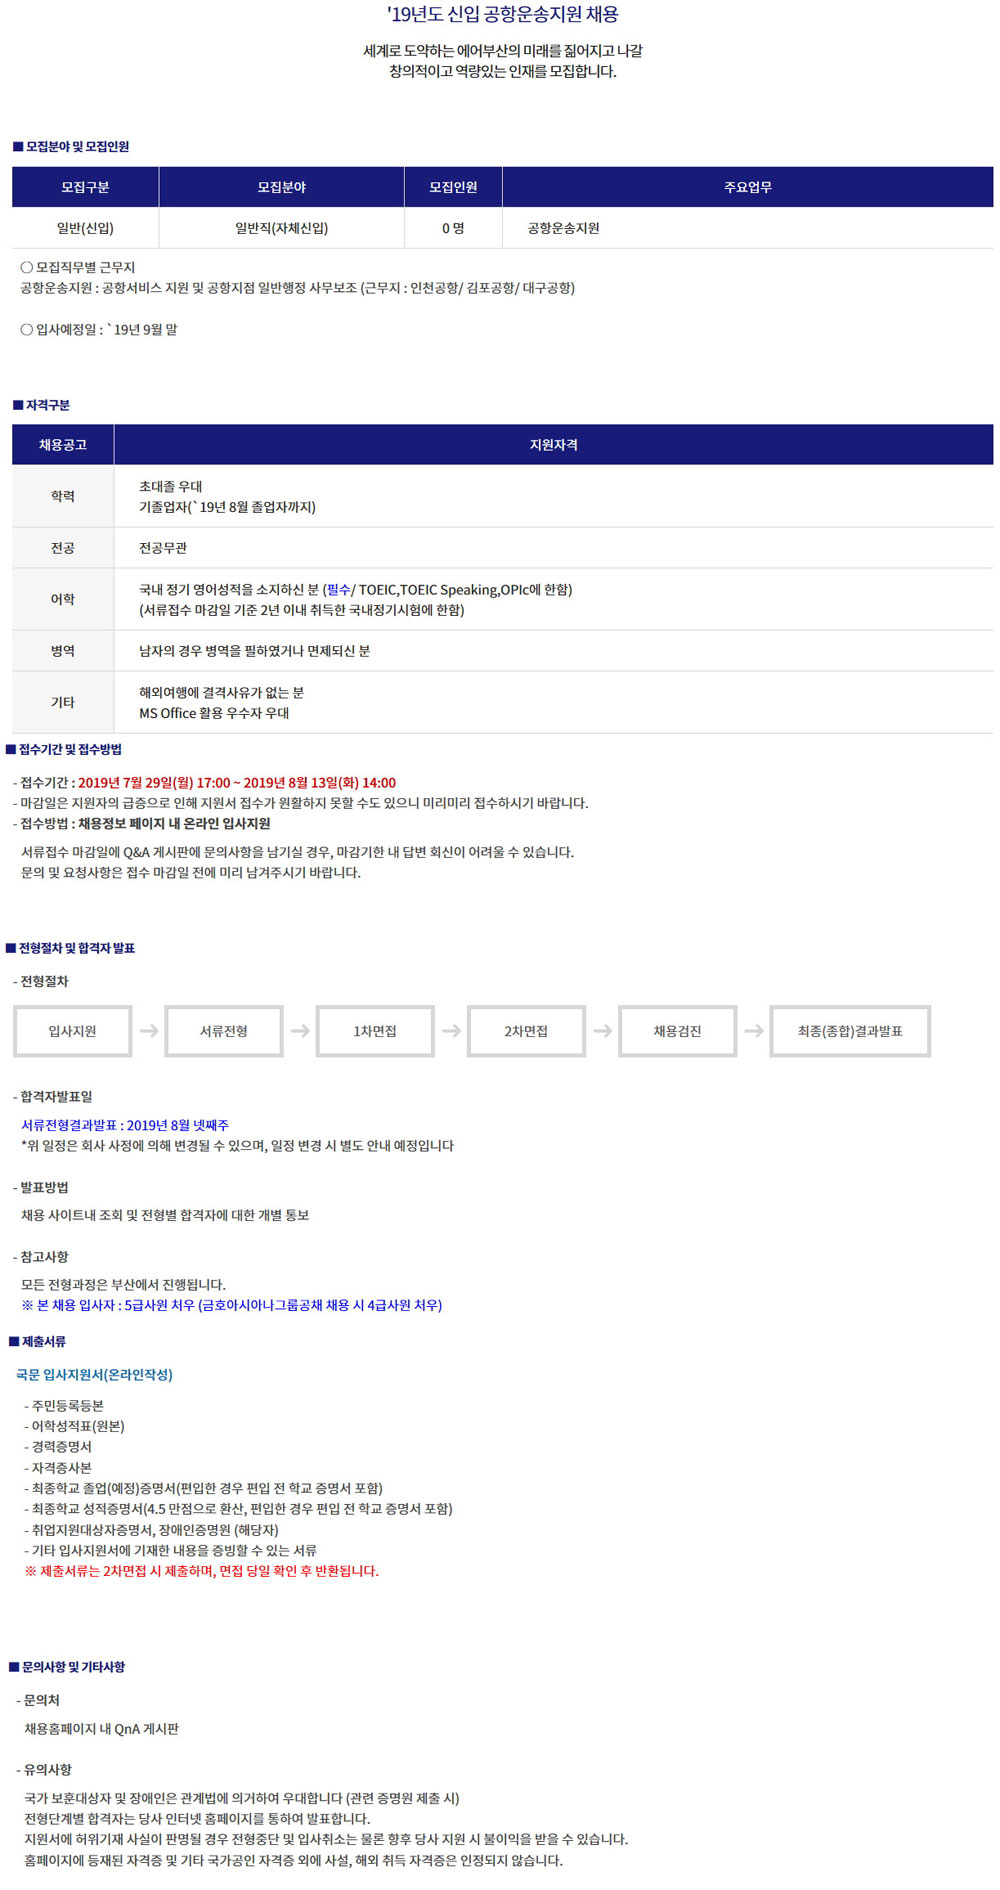 '19년도 신입 공항운송지원 채용
세계로 도약하는 에어부산의 미래를 짊어지고 나갈
창의적이고 역량있는 인재를 모집합니다.
■ 모집분야 및 모집인원
모집구분 모집분야 모집인원 주요업무
일반(신입) 일반직(자체신입) 0 명 공항운송지원
○ 모집직무별 근무지
공항운송지원 : 공항서비스 지원 및 공항지점 일반행정 사무보조 (근무지 : 인천공항/ 김포공항/ 대구공항)
○ 입사예정일 : `19년 9월 말
■ 자격구분
채용공고 지원자격
학력
초대졸 우대
기졸업자(`19년 8월 졸업자까지)
전공 전공무관
어학
국내 정기 영어성적을 소지하신 분 (필수/ TOEIC,TOEIC Speaking,OPIc에 한함)
(서류접수 마감일 기준 2년 이내 취득한 국내정기시험에 한함)
병역 남자의 경우 병역을 필하였거나 면제되신 분
기타
해외여행에 결격사유가 없는 분
MS Office 활용 우수자 우대
■ 접수기간 및 접수방법
- 접수기간 : 2019년 7월 29일(월) 17:00 ~ 2019년 8월 13일(화) 14:00
- 마감일은 지원자의 급증으로 인해 지원서 접수가 원활하지 못할 수도 있으니 미리미리 접수하시기 바랍니다.
- 접수방법 : 채용정보 페이지 내 온라인 입사지원
서류접수 마감일에 Q&A 게시판에 문의사항을 남기실 경우, 마감기한 내 답변 회신이 어려울 수 있습니다.
문의 및 요청사항은 접수 마감일 전에 미리 남겨주시기 바랍니다.
■ 전형절차 및 합격자 발표
- 전형절차
입사지원 → 서류전형 → 1차면접 → 2차면접 → 채용검진 → 최종(종합)결과발표
- 합격자발표일
서류전형결과발표 : 2019년 8월 넷째주
*위 일정은 회사 사정에 의해 변경될 수 있으며, 일정 변경 시 별도 안내 예정입니다
- 발표방법
채용 사이트내 조회 및 전형별 합격자에 대한 개별 통보
- 참고사항
모든 전형과정은 부산에서 진행됩니다.
※ 본 채용 입사자 : 5급사원 처우 (금호아시아나그룹공채 채용 시 4급사원 처우)
■ 제출서류
국문 입사지원서(온라인작성)
- 주민등록등본
- 어학성적표(원본)
- 경력증명서
- 자격증사본
- 최종학교 졸업(예정)증명서(편입한 경우 편입 전 학교 증명서 포함)
- 최종학교 성적증명서(4.5 만점으로 환산, 편입한 경우 편입 전 학교 증명서 포함)
- 취업지원대상자증명서, 장애인증명원 (해당자)
- 기타 입사지원서에 기재한 내용을 증빙할 수 있는 서류
※ 제출서류는 2차면접 시 제출하며, 면접 당일 확인 후 반환됩니다.
■ 문의사항 및 기타사항
- 문의처
채용홈페이지 내 QnA 게시판
- 유의사항
국가 보훈대상자 및 장애인은 관계법에 의거하여 우대합니다 (관련 증명원 제출 시)
전형단계별 합격자는 당사 인터넷 홈페이지를 통하여 발표합니다.
지원서에 허위기재 사실이 판명될 경우 전형중단 및 입사취소는 물론 향후 당사 지원 시 불이익을 받을 수 있습니다.
홈페이지에 등재된 자격증 및 기타 국가공인 자격증 외에 사설, 해외 취득 자격증은 인정되지 않습니다.